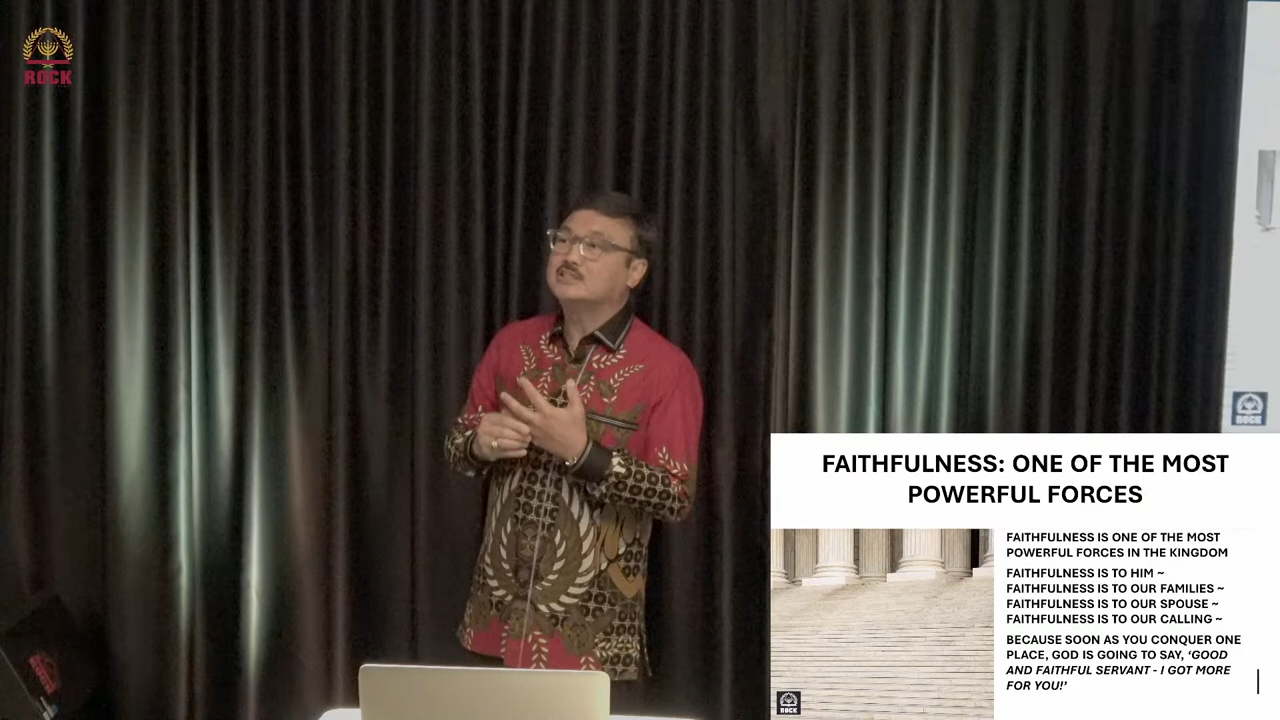 ROCK
ROCK
FAITHFULNESS: ONE OF THE MOST
POWERFUL FORCES
FAITHFULNESS IS ONE OF THE MOST
POWERFUL FORCES IN THE KINGDOM
FAITHFULNESS IS TO HIM ~
FAITHFULNESS IS TO OUR FAMILIES ~
FAITHFULNESS IS TO OUR SPOUSE ~
FAITHFULNESS IS TO OUR CALLING ~
BECAUSE SOON AS YOU CONQUER ONE
PLACE, GOD IS GOING TO SAY, ‘GOOD
AND FAITHFUL SERVANT - I GOT MORE
FOR YOU!’
ROCK